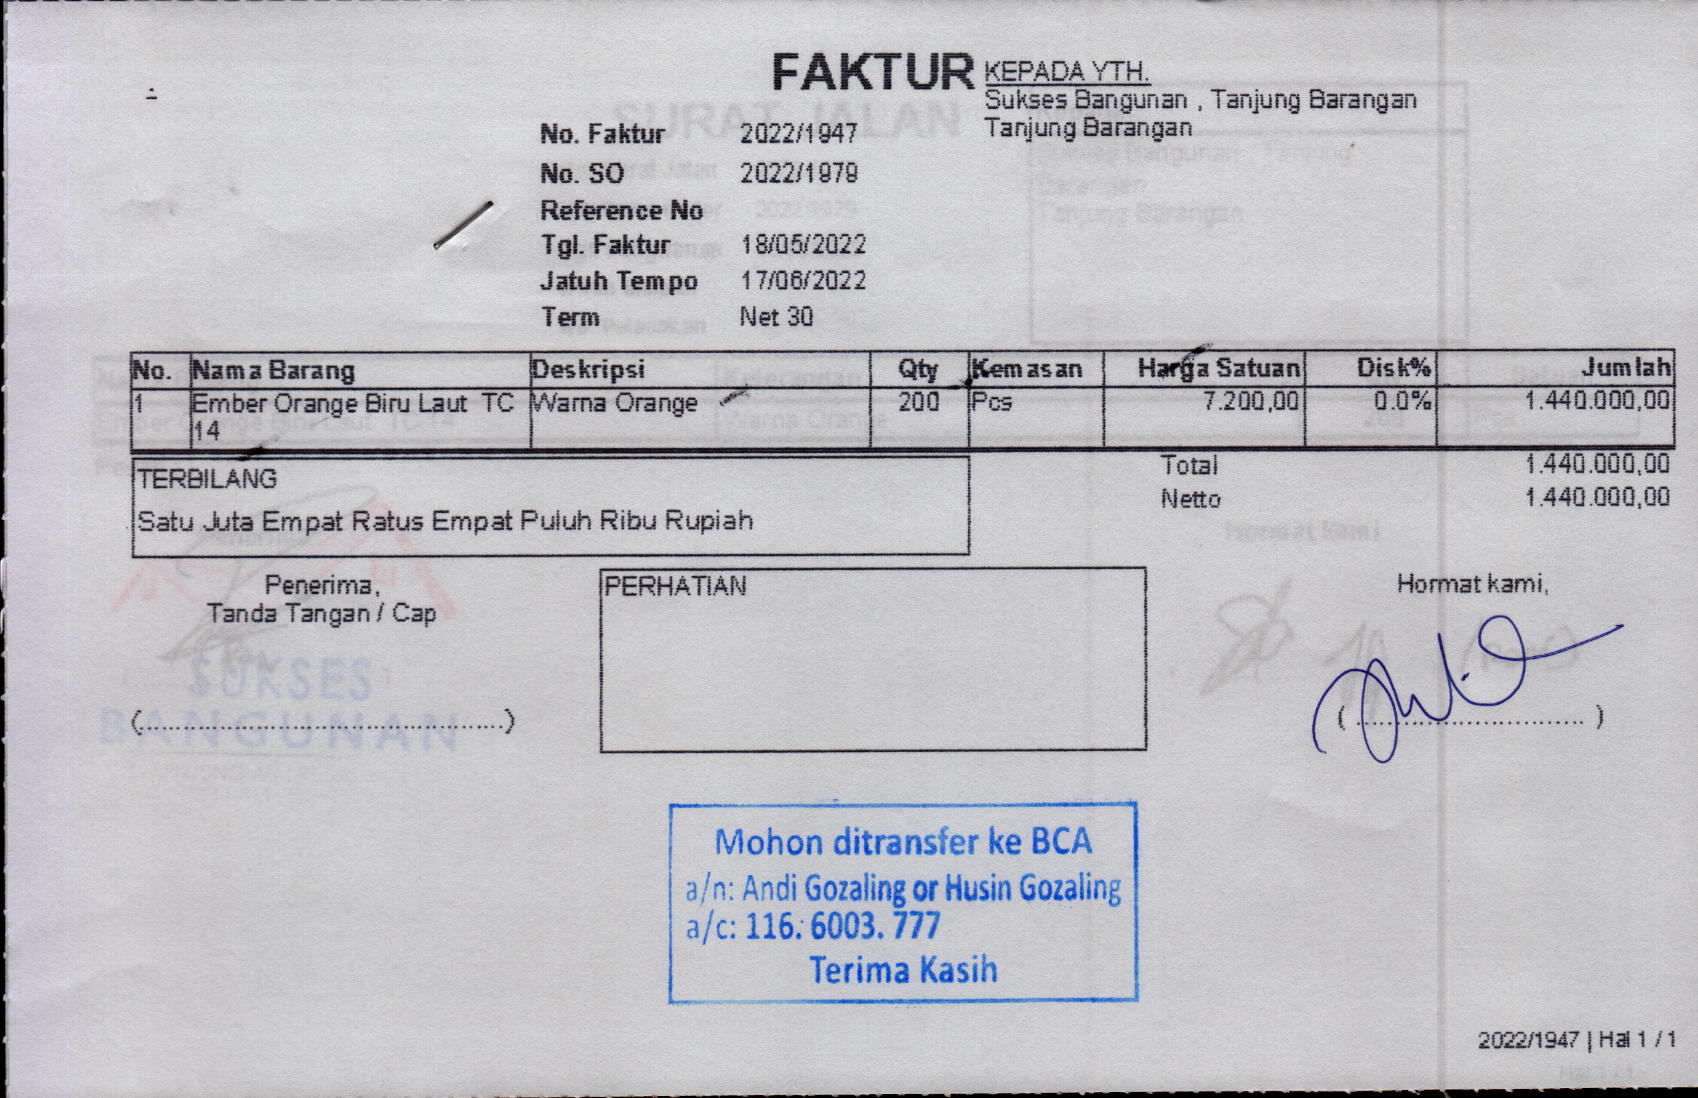 FAKTUR
KEPADA YTH.
Sukses Bangunan , Tanjung Barangan
Tanjung Barangan
No. Faktur 2022/1947
No. SO 2022/1979
Reference No
Tgl. Faktur 18/05/2022
Jatuh Tempo 17/06/2022
Term Net 30
No. Nama Barang Deskripsi Qty Kemasan Harga Satuan Disk% Jumlah
1 Ember Orange Biru Laut TC Warna Orange 200 Pcs 7.200,00 0.0% 1.440.000,00
14
Total 1.440.000,00
Netto 1.440.000,00
TERBILANG
Satu Juta Empat Ratus Empat Puluh Ribu Rupiah
Penerima,
Tanda Tangan / Cap
(..................................................)
PERHATIAN
Hormat kami,
( ................................ )
Mohon ditransfer ke BCA
a/n: Andi Gozaling or Husin Gozaling
a/c: 116. 6003. 777
Terima Kasih
2022/1947 | Hal 1 / 1
SUKSES
BANGUNAN
SURAT JALAN